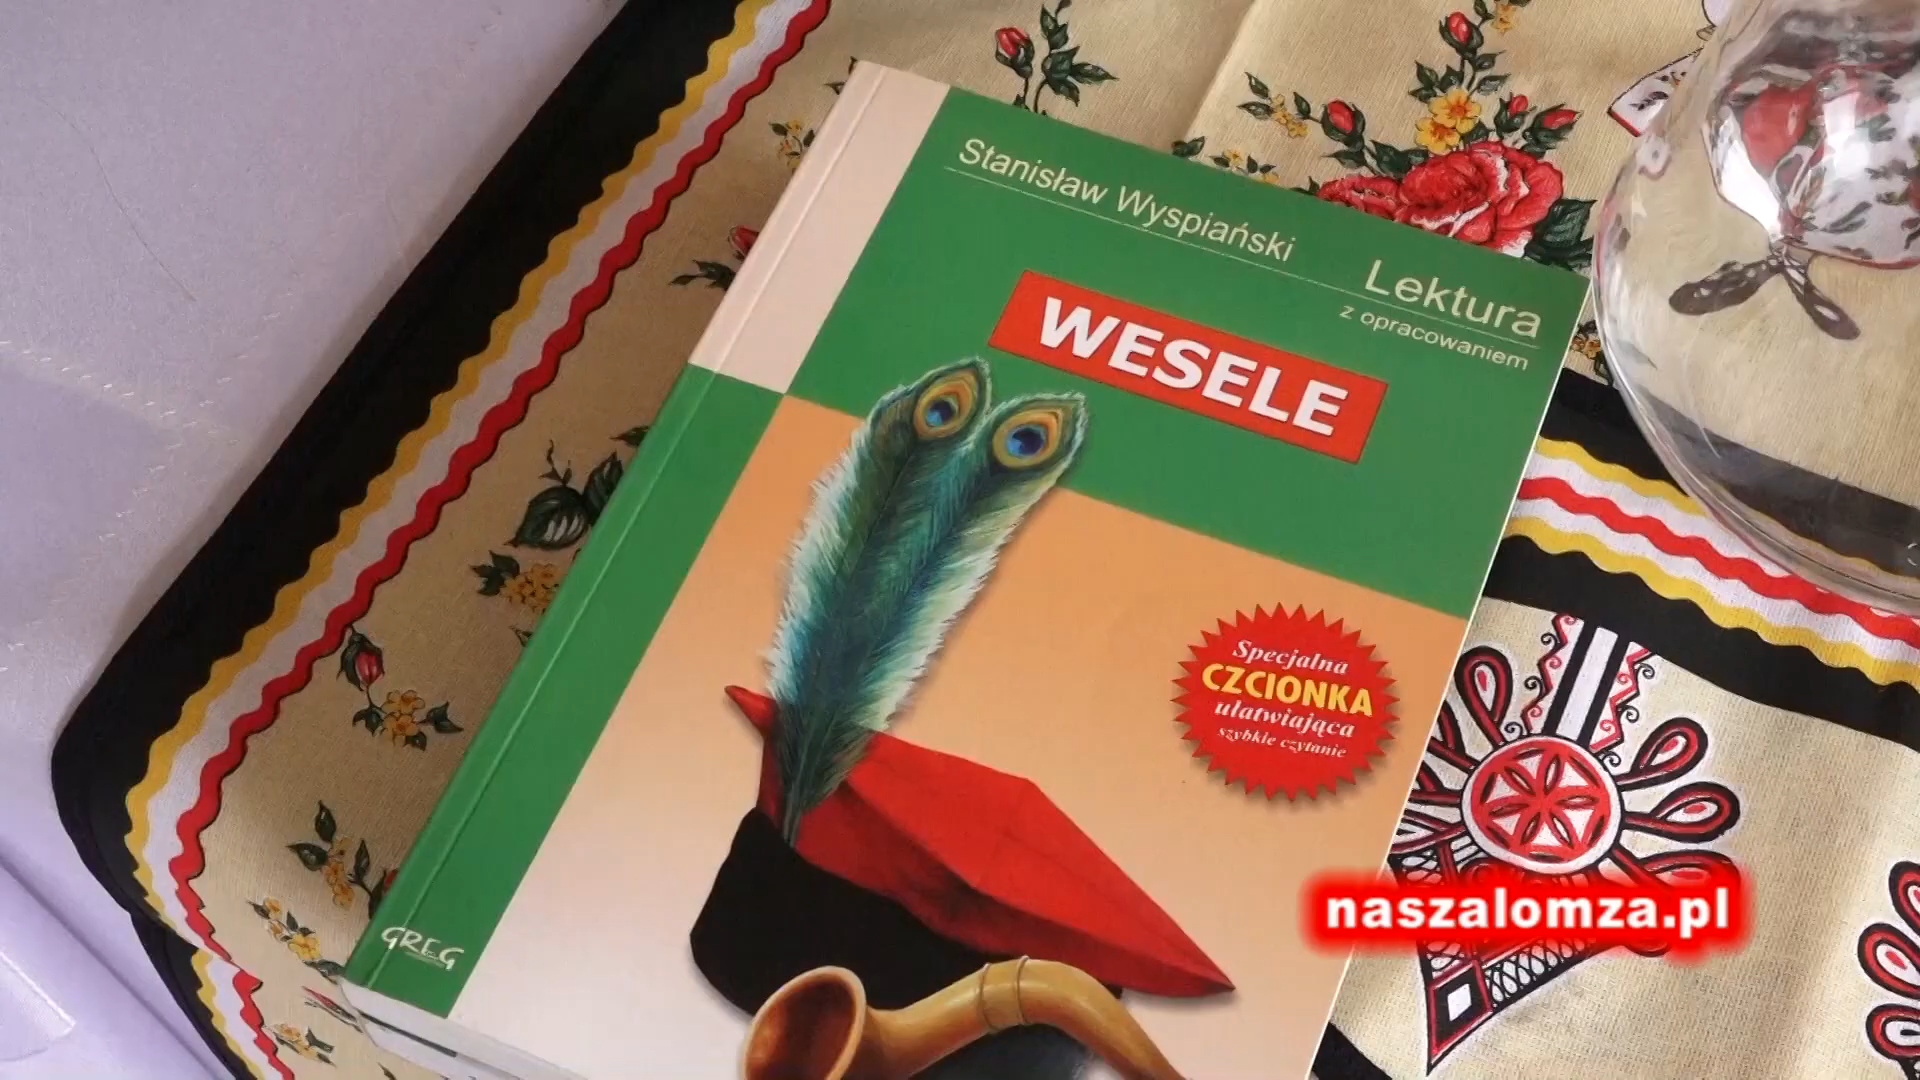 Stanisław Wyspiański
Lektura
z opracowaniem
WESELE
Specjalna
CZCIONKA
ułatwiająca
szybkie czytanie
GREG
naszalomza.pl